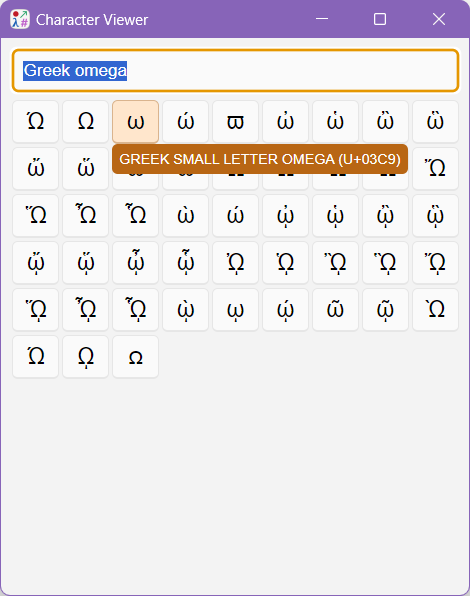 Character Viewer
Greek omega
Ώ Ω ω ώ ϖ ὠ ὡ ὢ ὣ
ὤ ὥ Ὤ
GREEK SMALL LETTER OMEGA (U+03C9)
Ὥ Ὦ Ὧ ὼ ώ ᾠ ᾡ ᾢ ᾣ
ᾤ ᾥ ᾦ ᾧ ᾨ ᾩ ᾪ ᾫ ᾬ
ᾭ ᾮ ᾯ ῲ ῳ ῴ ῶ ῷ Ὼ
Ώ ῼ ꭥ